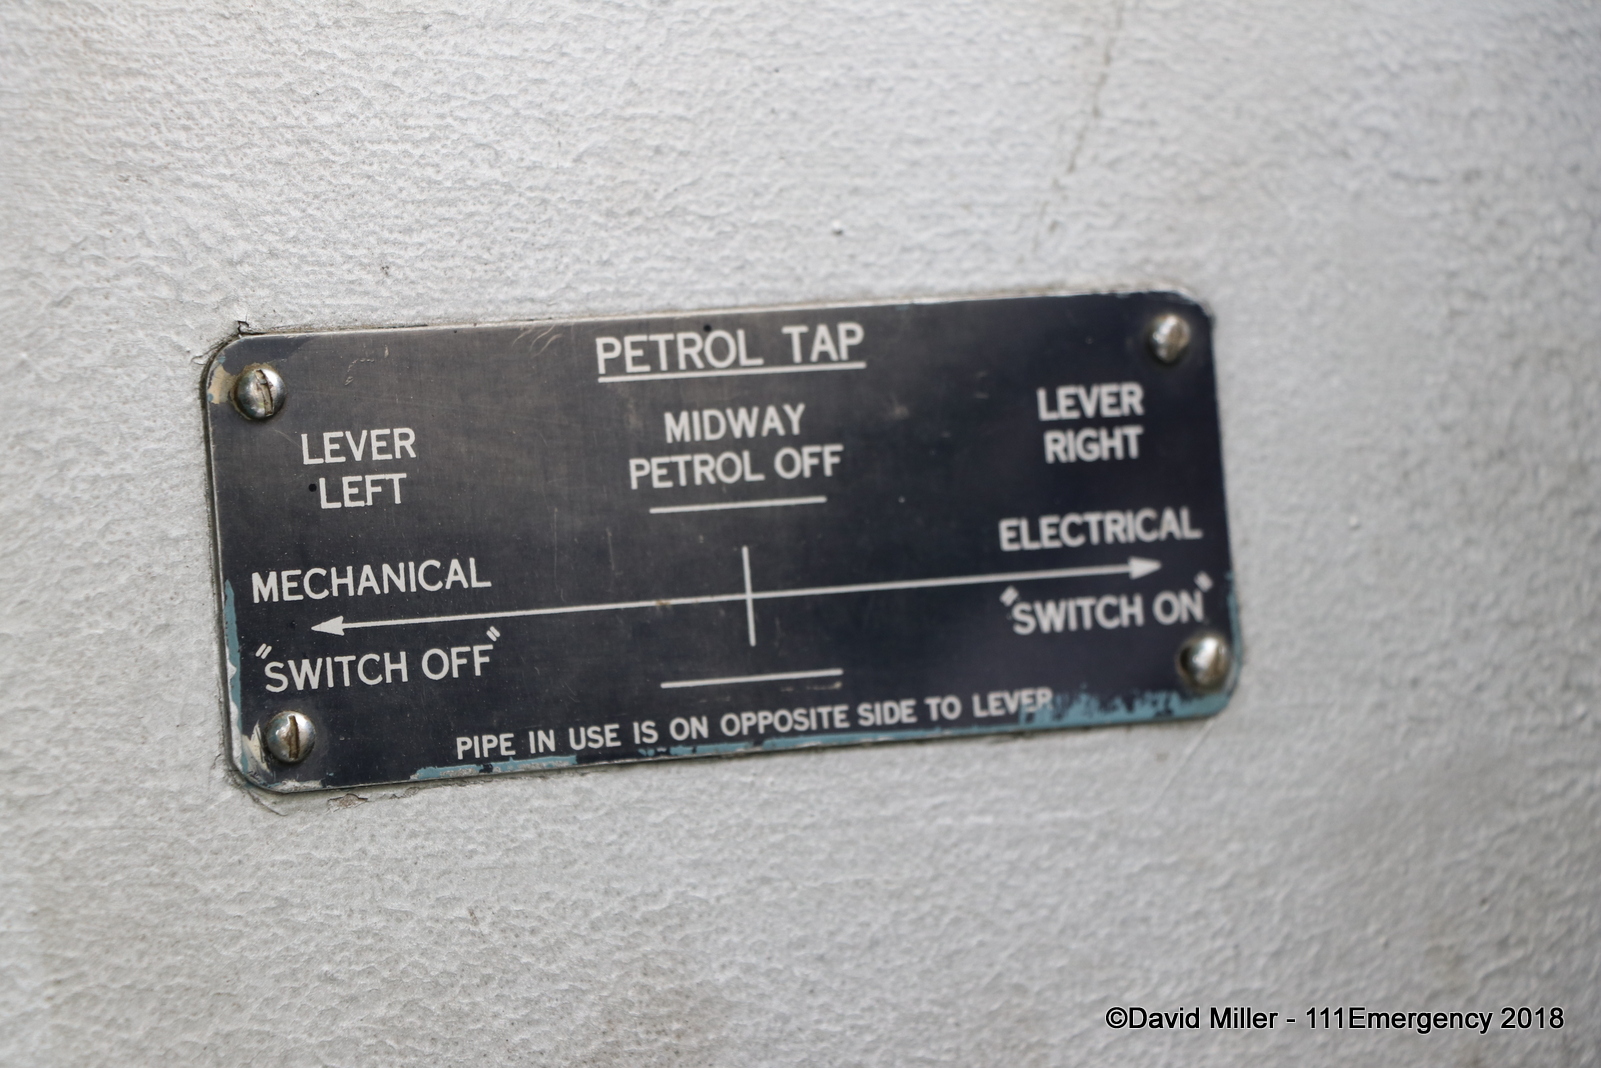 PETROL TAP
LEVER
LEFT
MIDWAY
PETROL OFF
LEVER
RIGHT
MECHANICAL
ELECTRICAL
"SWITCH OFF"
"SWITCH ON"
PIPE IN USE IS ON OPPOSITE SIDE TO LEVER
©David Miller - 111Emergency 2018